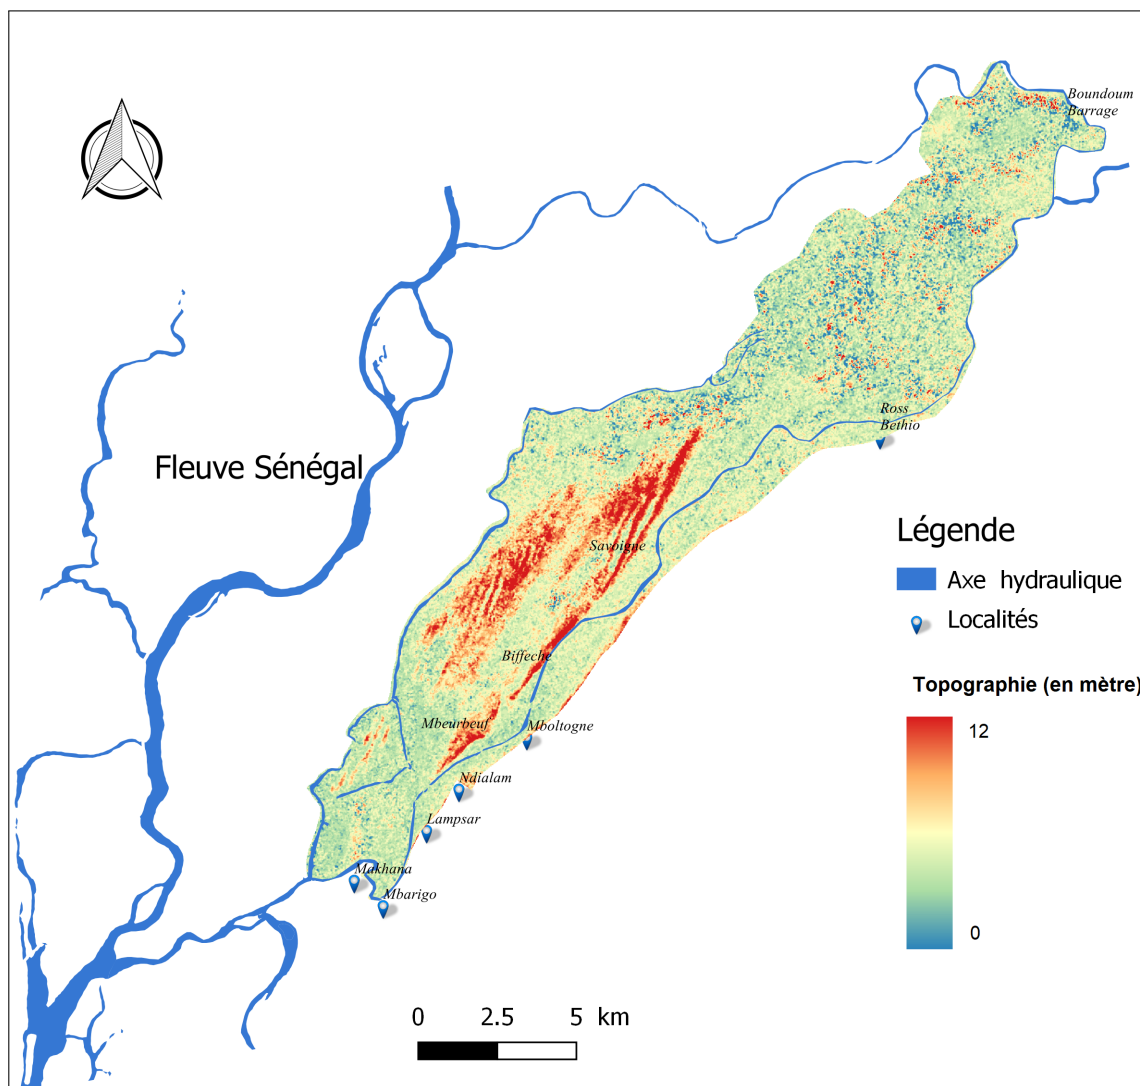 Boundoum
Barrage
Ross
Béthio
Fleuve Sénégal
Légende
Savoigne
Axe hydraulique
Localités
Biffeche
Topographie (en mètre)
Mbeurbeuf
Mboltogne
12
Ndialam
Lampsar
Makhana
Mbarigo
0
0 2.5 5 km